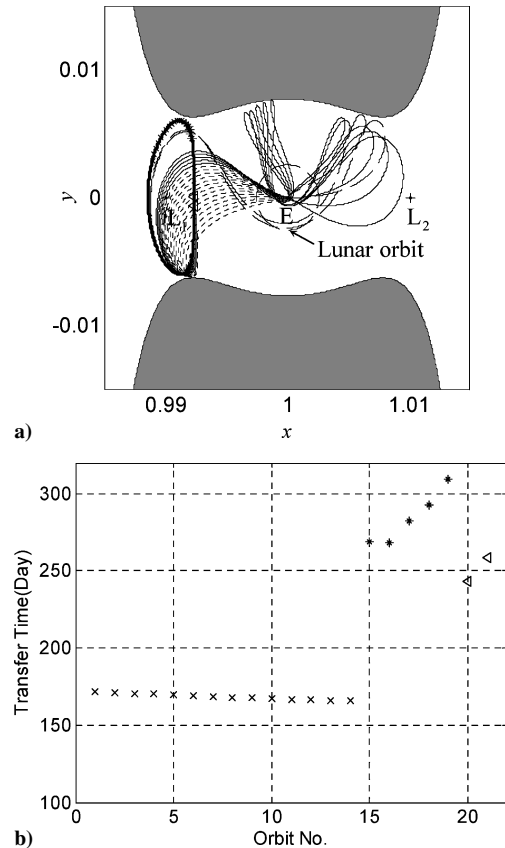 0.01
y
0
L₁
E
+
L₂
Lunar orbit
-0.01
0.99
1
1.01
x
a)
300
250
200
150
100
Transfer Time(Day)
0
5
10
15
20
Orbit No.
b)